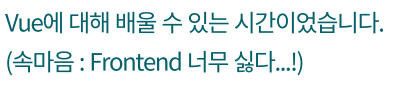 Vue에 대해 배울 수 있는 시간이었습니다.
(속마음 : Frontend 너무 싫다...!)